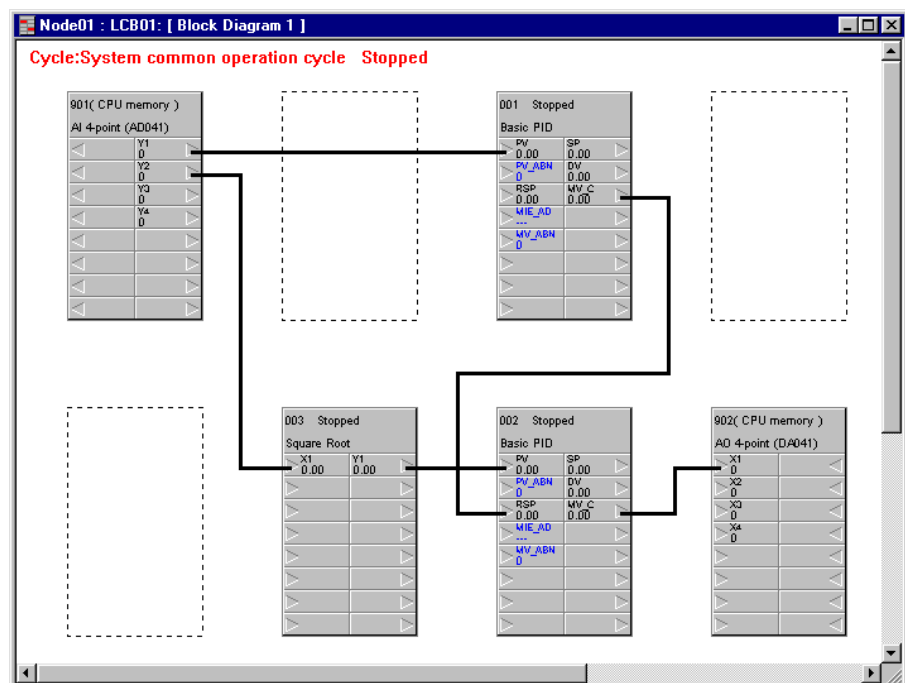 Node01 : LCB01: [ Block Diagram 1 ]
Cycle:System common operation cycle Stopped
901( CPU memory )
AI 4-point (AD041)
Y1
0
Y2
0
Y3
0
Y4
0
001 Stopped
Basic PID
PV SP
0.00 0.00
PV_ABN DV
0 0.00
RSP MV_C
0.00 0.00
MIE_AD
---
MV_ABN
0
003 Stopped
Square Root
X1 Y1
0.00 0.00
002 Stopped
Basic PID
PV SP
0.00 0.00
PV_ABN DV
0 0.00
RSP MV_C
0.00 0.00
MIE_AD
---
MV_ABN
0
902( CPU memory )
AO 4-point (DA041)
X1
0
X2
0
X3
0
X4
0